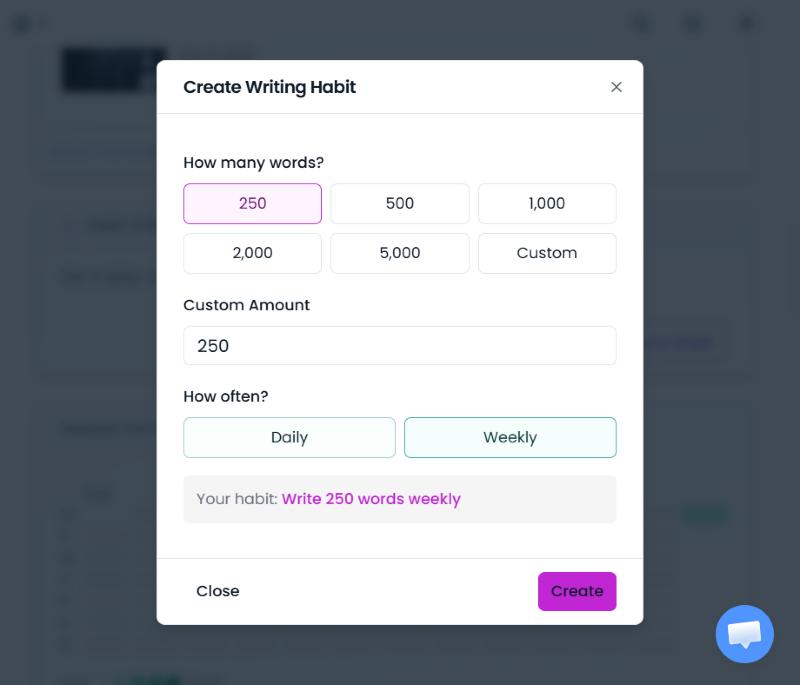 Create Writing Habit
How many words?
250 500 1,000
2,000 5,000 Custom
Custom Amount
250
How often?
Daily Weekly
Your habit: Write 250 words weekly
Close Create